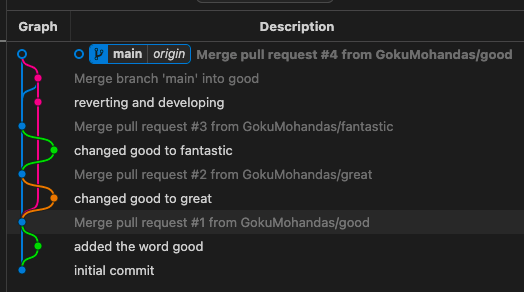 Graph Description
main origin Merge pull request #4 from GokuMohandas/good
Merge branch 'main' into good
reverting and developing
Merge pull request #3 from GokuMohandas/fantastic
changed good to fantastic
Merge pull request #2 from GokuMohandas/great
changed good to great
Merge pull request #1 from GokuMohandas/good
added the word good
initial commit